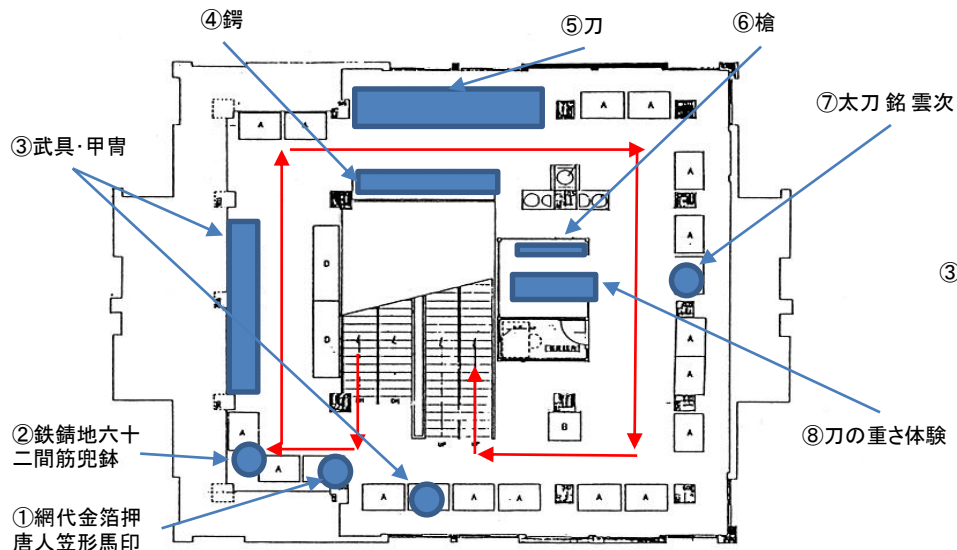 ④鍔
⑤刀
⑥槍
⑦太刀 銘 雲次
③武具・甲冑
③
②鉄錆地六十
二間筋兜鉢
⑧刀の重さ体験
①網代金箔押
唐人笠形馬印
A
A
A
A
A
A
D
D
A
A
A
A
B
A
A
A
A
A
A
A